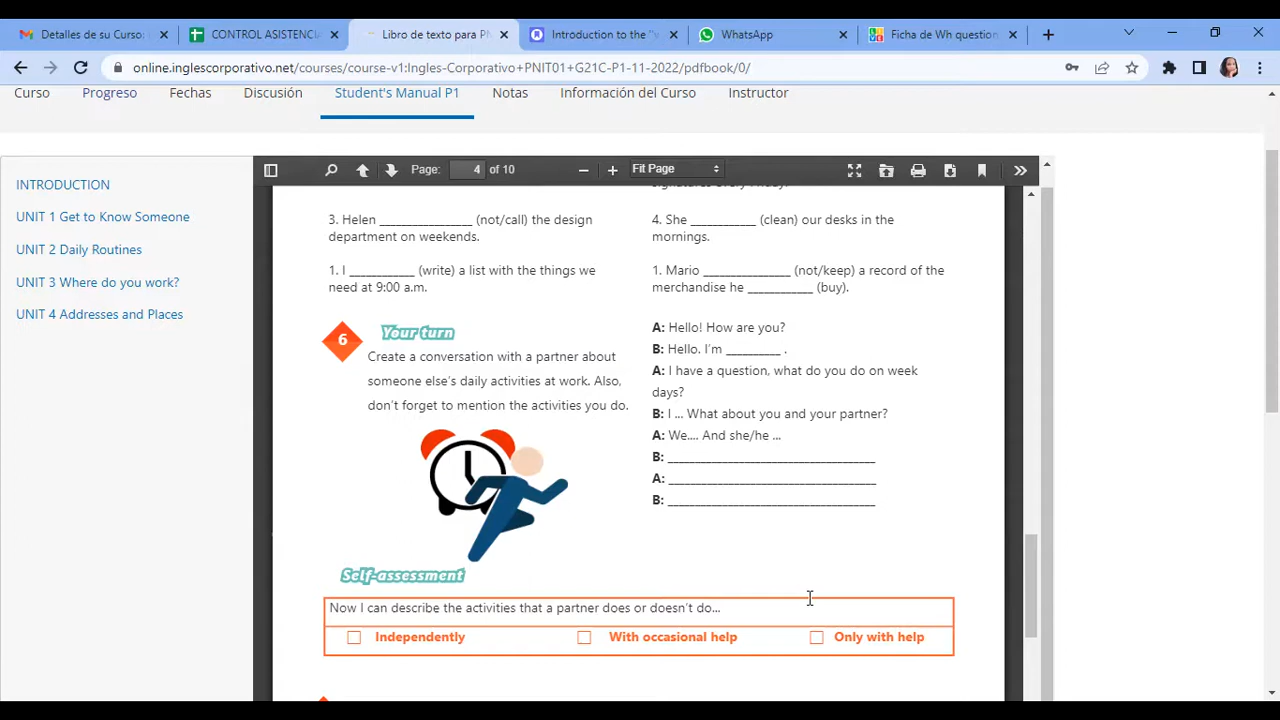 Detalles de su Curso:
CONTROL ASISTENCI
Libro de texto para PN
Introduction to the "v
WhatsApp
Ficha de Wh question
online.inglescorporativo.net/courses/course-v1:Ingles-Corporativo+PNIT01+G21C-P1-11-2022/pdfbook/0/
Curso Progreso Fechas Discusión Student's Manual P1 Notas Información del Curso Instructor
Page: 4 of 10 Fit Page
INTRODUCTION
UNIT 1 Get to Know Someone
UNIT 2 Daily Routines
UNIT 3 Where do you work?
UNIT 4 Addresses and Places
3. Helen ________________ (not/call) the design
department on weekends.
1. I ___________ (write) a list with the things we
need at 9:00 a.m.
4. She ___________ (clean) our desks in the
mornings.
1. Mario _______________ (not/keep) a record of the
merchandise he ___________ (buy).
6
Your turn
Create a conversation with a partner about
someone else's daily activities at work. Also,
don't forget to mention the activities you do.
A: Hello! How are you?
B: Hello. I'm __________ .
A: I have a question, what do you do on week
days?
B: I ... What about you and your partner?
A: We.... And she/he ...
B: ____________________________________
A: ____________________________________
B: ____________________________________
Self-assessment
Now I can describe the activities that a partner does or doesn't do...
Independently With occasional help Only with help